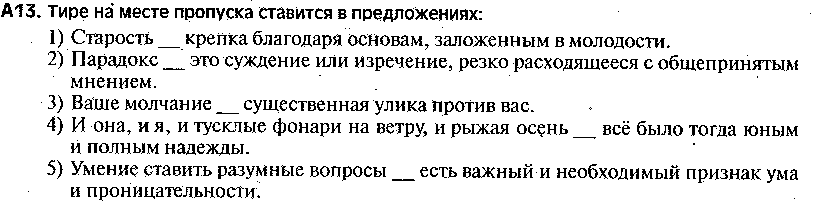 А13. Тире на месте пропуска ставится в предложениях:
1) Старость __ крепка благодаря основам, заложенным в молодости.
2) Парадокс __ это суждение или изречение, резко расходящееся с общепринятым
мнением.
3) Ваше молчание __ существенная улика против вас.
4) И она, и я, и тусклые фонари на ветру, и рыжая осень __ всё было тогда юным
и полным надежды.
5) Умение ставить разумные вопросы __ есть важный и необходимый признак ума
и проницательности.